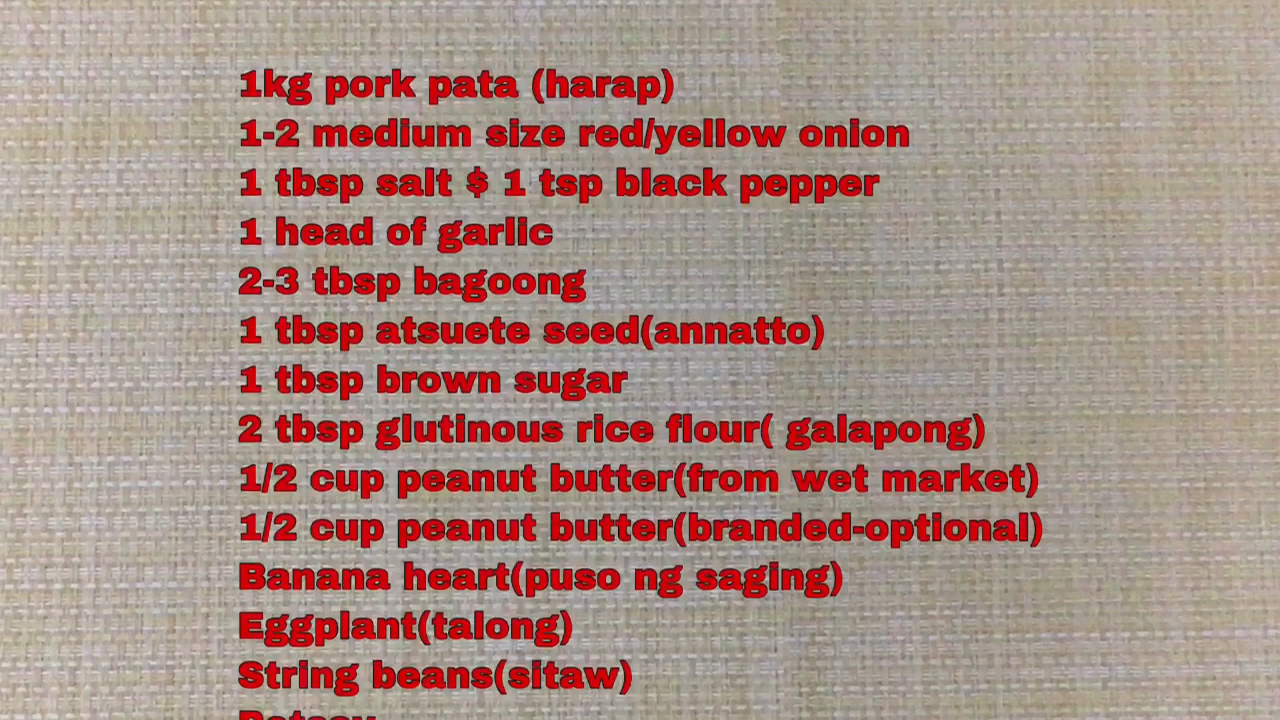 1kg pork pata (harap)
1-2 medium size red/yellow onion
1 tbsp salt $ 1 tsp black pepper
1 head of garlic
2-3 tbsp bagoong
1 tbsp atsuete seed(annatto)
1 tbsp brown sugar
2 tbsp glutinous rice flour( galapong)
1/2 cup peanut butter(from wet market)
1/2 cup peanut butter(branded-optional)
Banana heart(puso ng saging)
Eggplant(talong)
String beans(sitaw)